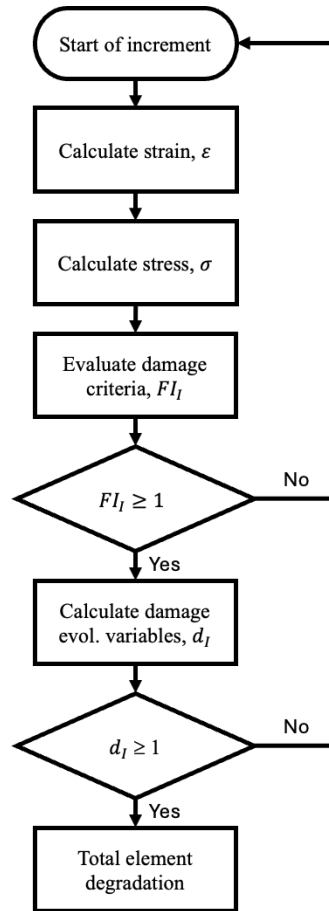 Start of increment
Calculate strain, ε
Calculate stress, σ
Evaluate damage
criteria, FI_I
FI_I ≥ 1
No
Yes
Calculate damage
evol. variables, d_I
d_I ≥ 1
No
Yes
Total element
degradation